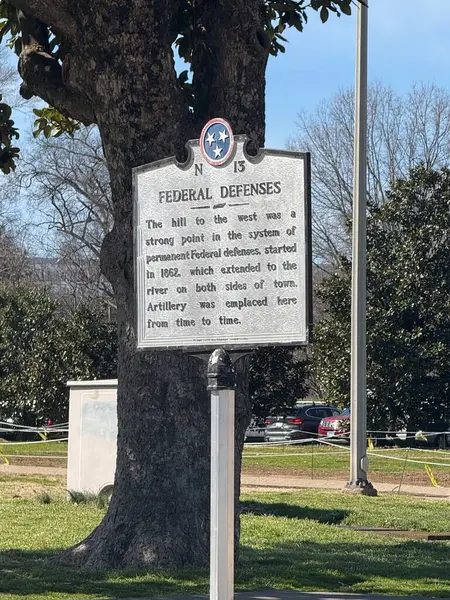 N 13
FEDERAL DEFENSES
The hill to the west was a
strong point in the system of
permanent Federal defenses, started
in 1862, which extended to the
river on both sides of town.
Artillery was emplaced here
from time to time.